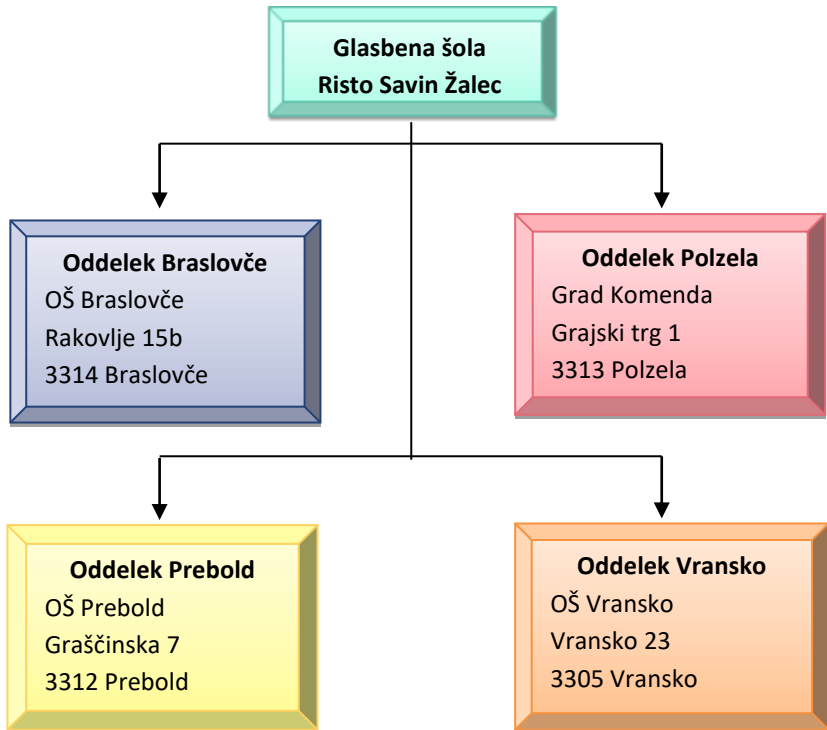 Glasbena šola
Risto Savin Žalec
Oddelek Braslovče
OŠ Braslovče
Rakovlje 15b
3314 Braslovče
Oddelek Polzela
Grad Komenda
Grajski trg 1
3313 Polzela
Oddelek Prebold
OŠ Prebold
Graščinska 7
3312 Prebold
Oddelek Vransko
OŠ Vransko
Vransko 23
3305 Vransko